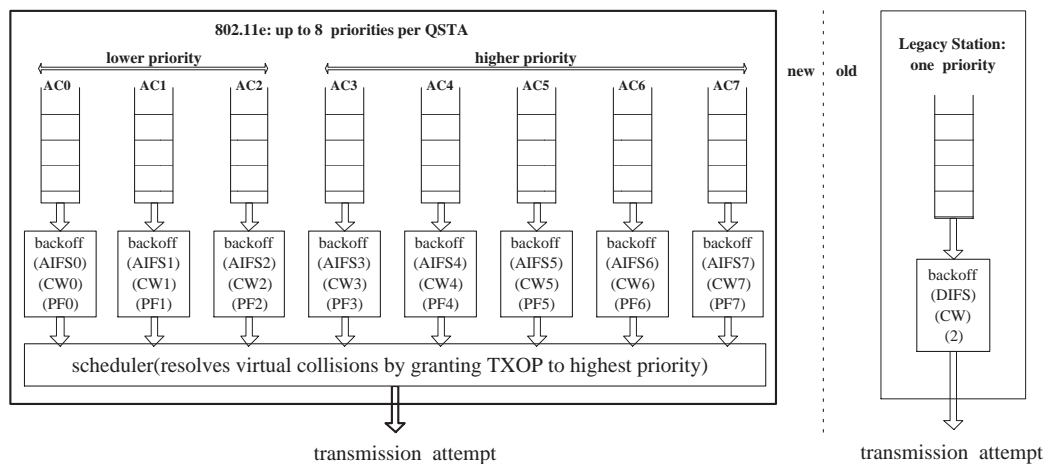 802.11e: up to 8 priorities per QSTA
lower priority
higher priority
AC0 AC1 AC2 AC3 AC4 AC5 AC6 AC7
backoff (AIFS0) (CW0) (PF0)
backoff (AIFS1) (CW1) (PF1)
backoff (AIFS2) (CW2) (PF2)
backoff (AIFS3) (CW3) (PF3)
backoff (AIFS4) (CW4) (PF4)
backoff (AIFS5) (CW5) (PF5)
backoff (AIFS6) (CW6) (PF6)
backoff (AIFS7) (CW7) (PF7)
scheduler(resolves virtual collisions by granting TXOP to highest priority)
transmission attempt
new
old
Legacy Station:
one priority
backoff
(DIFS)
(CW)
(2)
transmission attempt